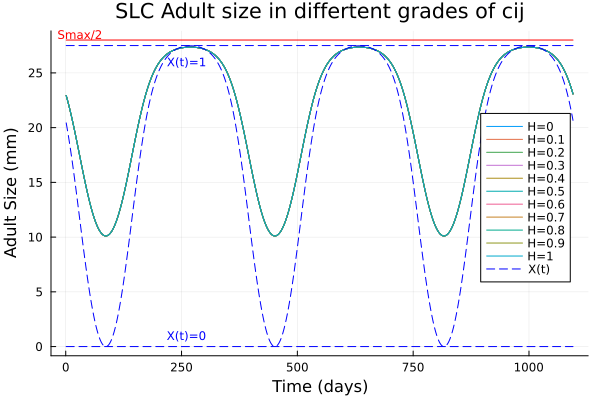 SLC Adult size in differtent grades of cij
Smax/2
X(t)=1
X(t)=0
Adult Size (mm)
25
20
15
10
5
0
0
250
500
750
1000
Time (days)
H=0
H=0.1
H=0.2
H=0.3
H=0.4
H=0.5
H=0.6
H=0.7
H=0.8
H=0.9
H=1
X(t)